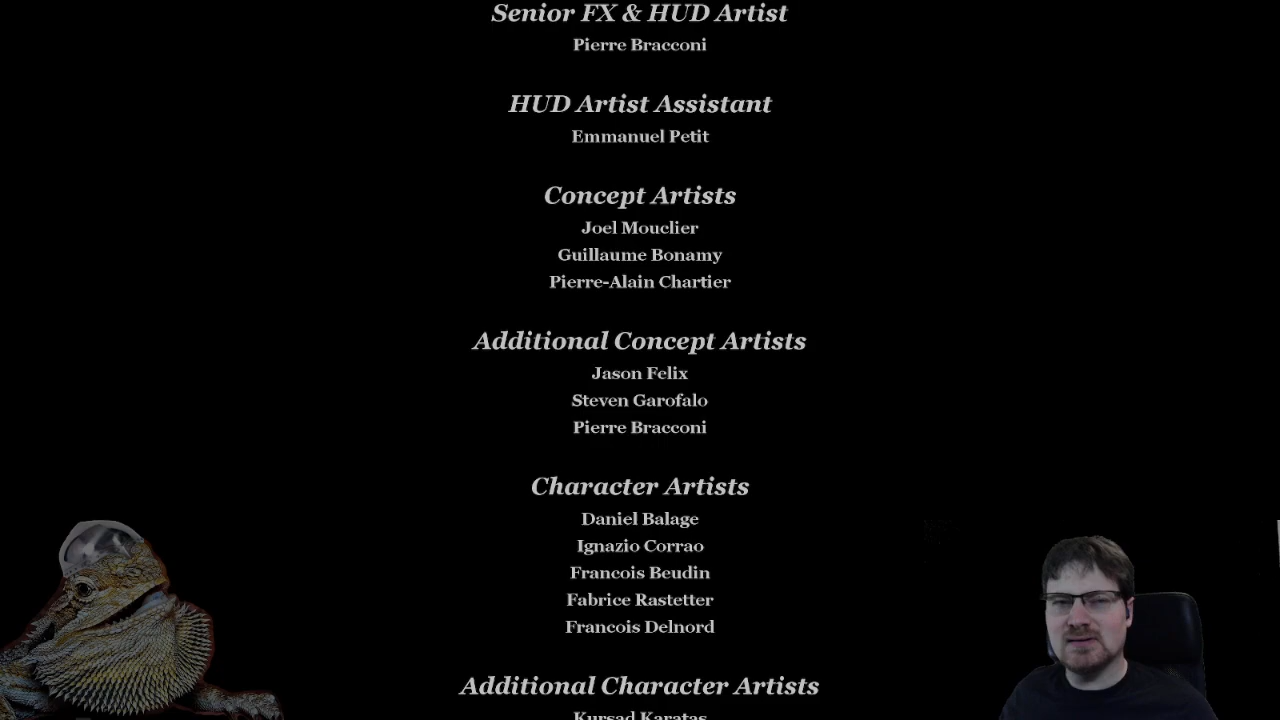 Senior FX & HUD Artist
Pierre Bracconi
HUD Artist Assistant
Emmanuel Petit
Concept Artists
Joel Mouclier
Guillaume Bonamy
Pierre-Alain Chartier
Additional Concept Artists
Jason Felix
Steven Garofalo
Pierre Bracconi
Character Artists
Daniel Balage
Ignazio Corrao
Francois Beudin
Fabrice Rastetter
Francois Delnord
Additional Character Artists
Kursad Karatas